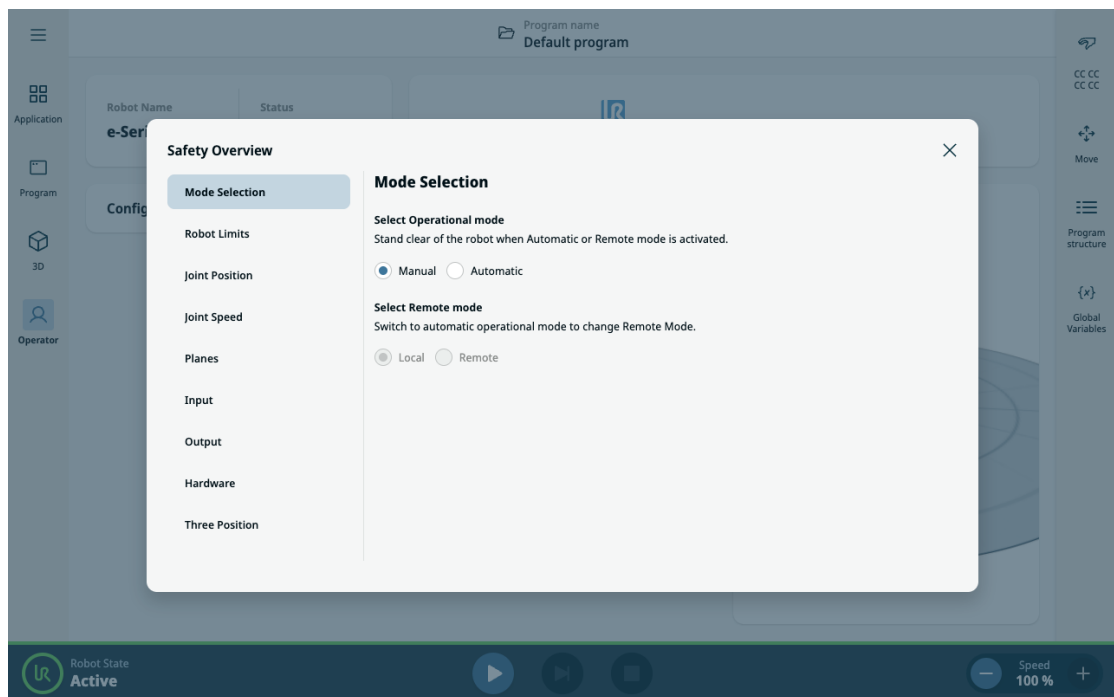 Program name
Default program
Application
Program
3D
Operator
Robot Name
Status
e-Seri
Config
Safety Overview
Mode Selection
Robot Limits
Joint Position
Joint Speed
Planes
Input
Output
Hardware
Three Position
Mode Selection
Select Operational mode
Stand clear of the robot when Automatic or Remote mode is activated.
Manual
Automatic
Select Remote mode
Switch to automatic operational mode to change Remote Mode.
Local
Remote
CC CC
CC CC
Move
Program
structure
{x}
Global
Variables
UR
Robot State
Active
Speed
100 %